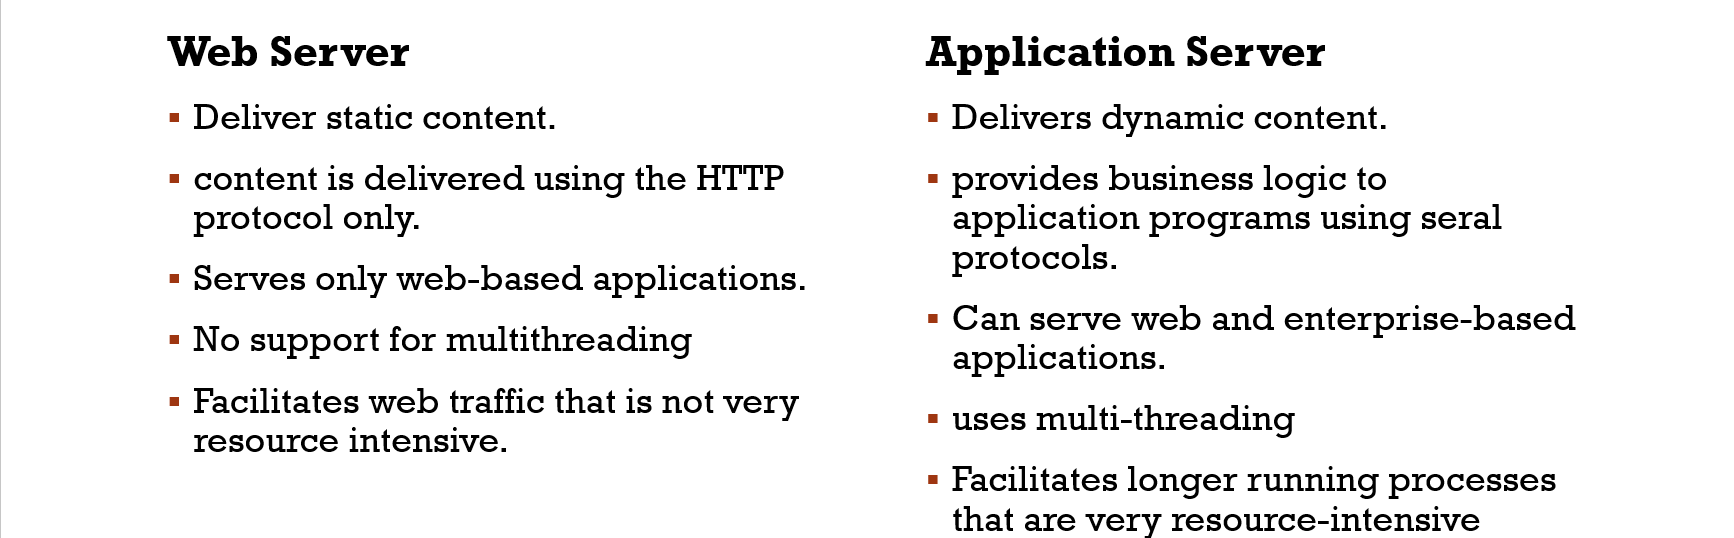 Web Server
▪ Deliver static content.
▪ content is delivered using the HTTP
protocol only.
▪ Serves only web-based applications.
▪ No support for multithreading
▪ Facilitates web traffic that is not very
resource intensive.
Application Server
▪ Delivers dynamic content.
▪ provides business logic to
application programs using seral
protocols.
▪ Can serve web and enterprise-based
applications.
▪ uses multi-threading
▪ Facilitates longer running processes
that are very resource-intensive